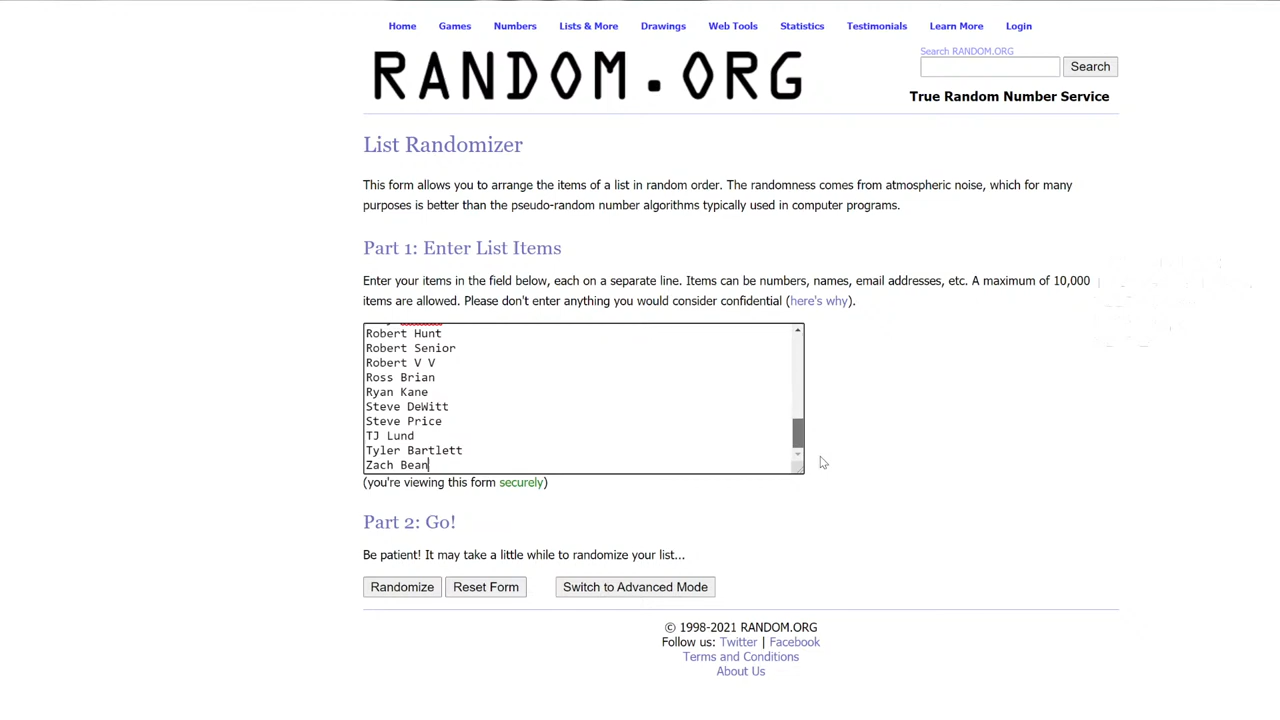 Home Games Numbers Lists & More Drawings Web Tools Statistics Testimonials Learn More Login
RANDOM.ORG
Search RANDOM.ORG
Search
True Random Number Service
List Randomizer
This form allows you to arrange the items of a list in random order. The randomness comes from atmospheric noise, which for many
purposes is better than the pseudo-random number algorithms typically used in computer programs.
Part 1: Enter List Items
Enter your items in the field below, each on a separate line. Items can be numbers, names, email addresses, etc. A maximum of 10,000
items are allowed. Please don't enter anything you would consider confidential (here's why).
Robert Hunt
Robert Senior
Robert V V
Ross Brian
Ryan Kane
Steve DeWitt
Steve Price
TJ Lund
Tyler Bartlett
Zach Bean
(you're viewing this form securely)
Part 2: Go!
Be patient! It may take a little while to randomize your list...
Randomize Reset Form Switch to Advanced Mode
© 1998-2021 RANDOM.ORG
Follow us: Twitter | Facebook
Terms and Conditions
About Us